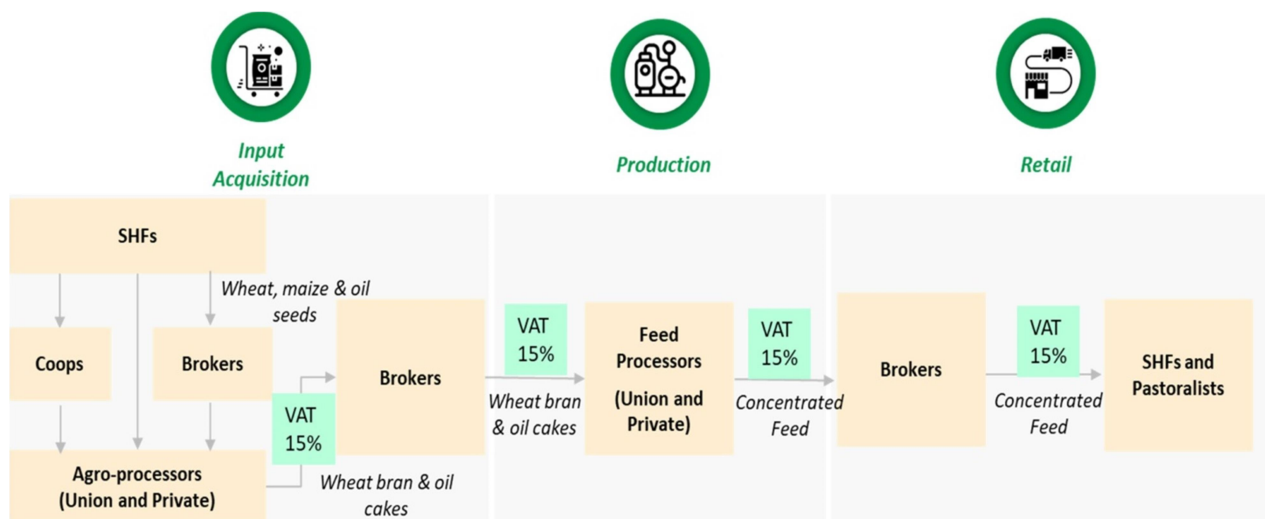 Input
Acquisition
Production
Retail
SHFs
Wheat, maize & oil
seeds
Coops
Brokers
Agro-processors
(Union and Private)
VAT
15%
Wheat bran & oil
cakes
Brokers
VAT
15%
Wheat bran
& oil cakes
Feed
Processors
(Union and
Private)
VAT
15%
Concentrated
Feed
Brokers
VAT
15%
Concentrated
Feed
SHFs and
Pastoralists